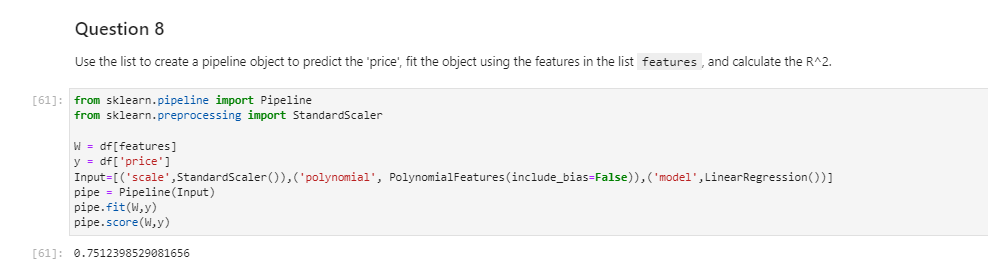 Question 8
Use the list to create a pipeline object to predict the 'price', fit the object using the features in the list features , and calculate the R^2.
[61]: from sklearn.pipeline import Pipeline
from sklearn.preprocessing import StandardScaler
W = df[features]
y = df['price']
Input=[('scale',StandardScaler()),('polynomial', PolynomialFeatures(include_bias=False)),('model',LinearRegression())]
pipe = Pipeline(Input)
pipe.fit(W,y)
pipe.score(W,y)
[61]: 0.7512398529081656